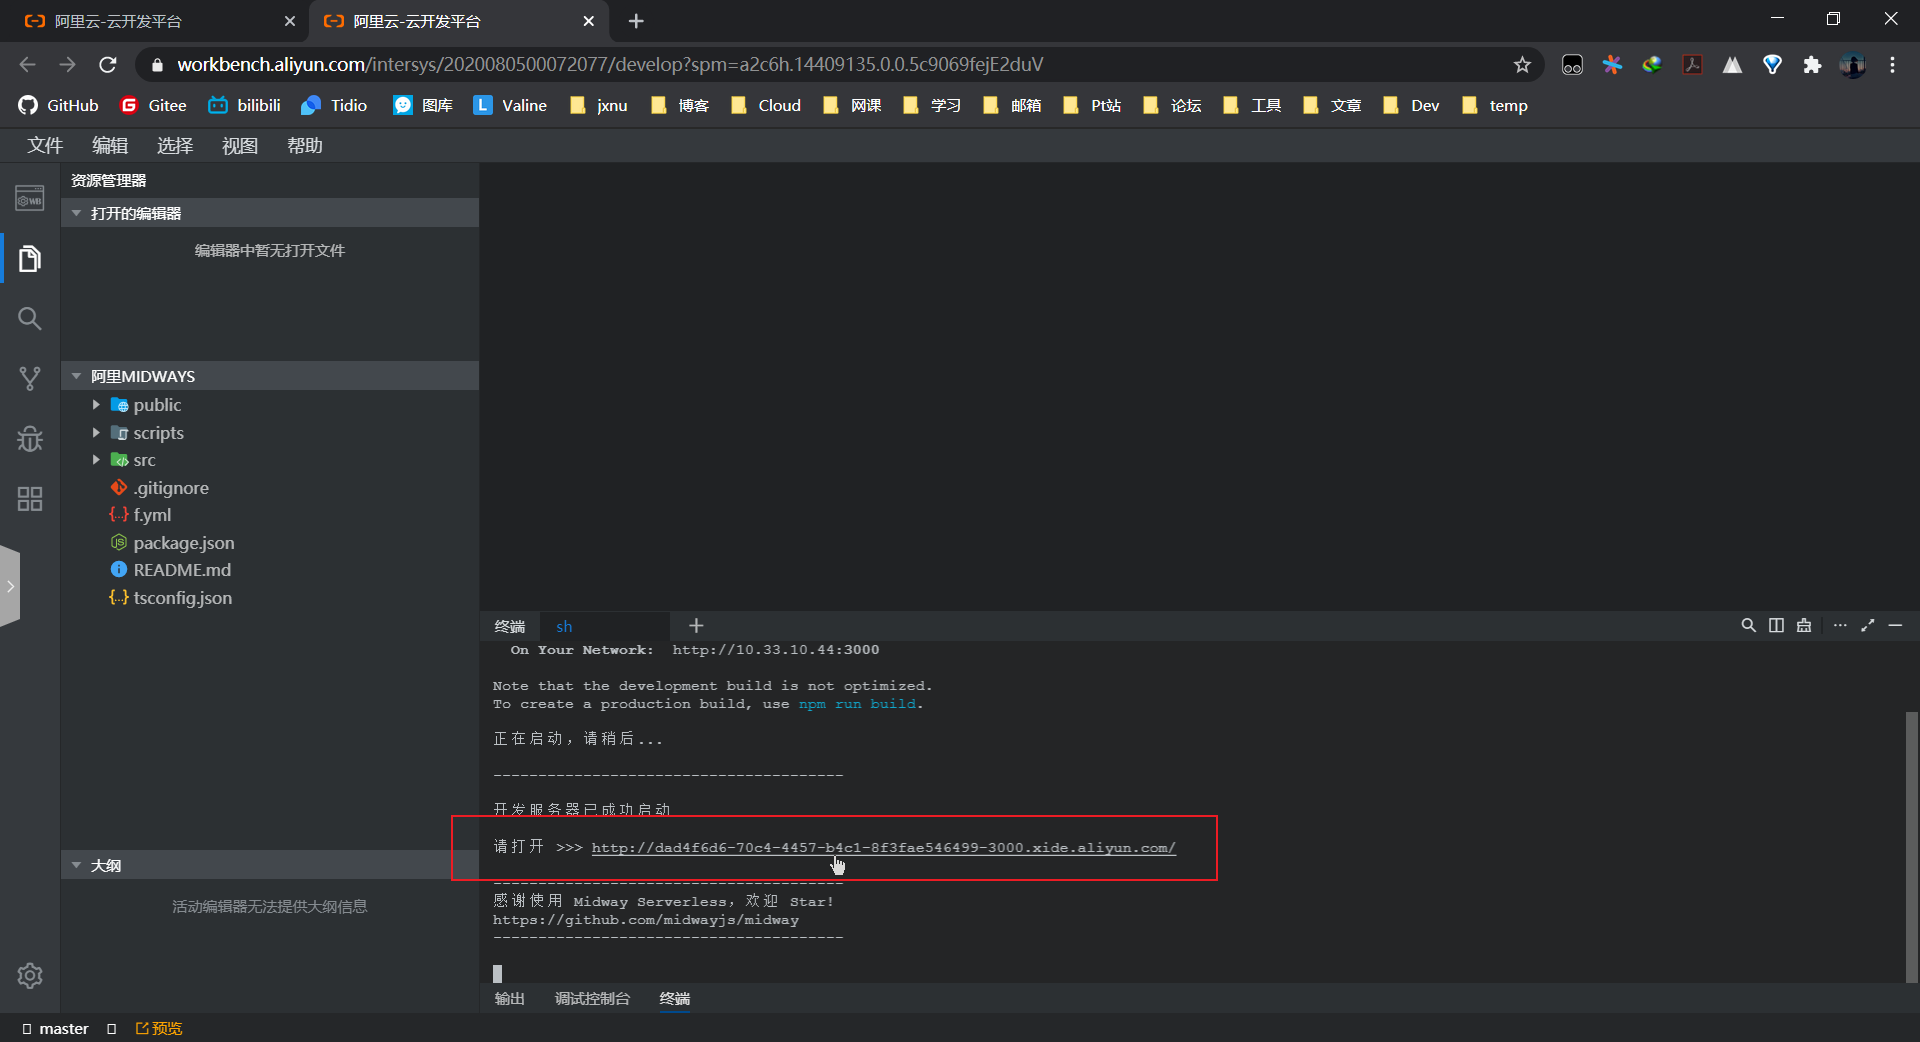 阿里云-云开发平台
阿里云-云开发平台
workbench.aliyun.com/intersys/2020080500072077/develop?spm=a2c6h.14409135.0.0.5c9069fejE2duV
GitHub Gitee bilibili Tidio 图库 Valine jxnu 博客 Cloud 网课 学习 邮箱 Pt站 论坛 工具 文章 Dev temp
文件 编辑 选择 视图 帮助
资源管理器
打开的编辑器
编辑器中暂无打开文件
阿里MIDWAYS
public
scripts
src
.gitignore
f.yml
package.json
README.md
tsconfig.json
大纲
活动编辑器无法提供大纲信息
终端 sh
On Your Network: http://10.33.10.44:3000
Note that the development build is not optimized.
To create a production build, use npm run build.
正在启动，请稍后...
---------------------------------------
开发服务器已成功启动
请打开 >>> http://dad4f6d6-70c4-4457-b4c1-8f3fae546499-3000.xide.aliyun.com/
---------------------------------------
感谢使用 Midway Serverless，欢迎 Star!
https://github.com/midwayjs/midway
---------------------------------------
输出 调试控制台 终端
master 预览